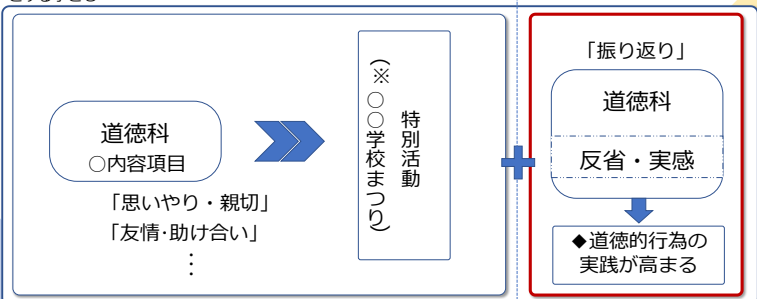 道徳科
○内容項目
「思いやり・親切」
「友情･助け合い」
⋮
特別活動
(※○○学校まつり)
「振り返り」
道徳科
反省・実感
◆道徳的行為の
実践が高まる